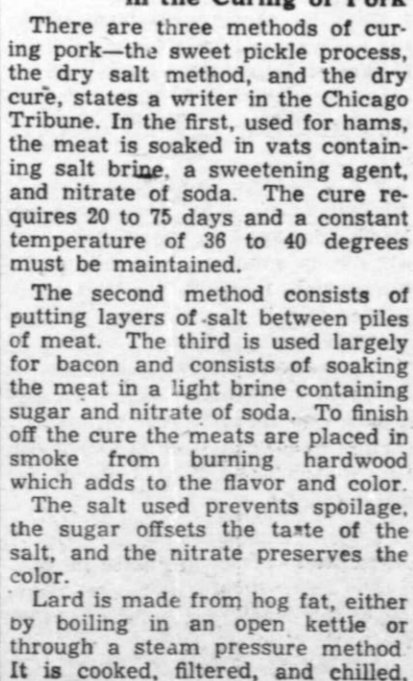 in the Curing of Pork
There are three methods of cur-
ing pork—the sweet pickle process,
the dry salt method, and the dry
cure, states a writer in the Chicago
Tribune. In the first, used for hams,
the meat is soaked in vats contain-
ing salt brine, a sweetening agent,
and nitrate of soda. The cure re-
quires 20 to 75 days and a constant
temperature of 36 to 40 degrees
must be maintained.
The second method consists of
putting layers of salt between piles
of meat. The third is used largely
for bacon and consists of soaking
the meat in a light brine containing
sugar and nitrate of soda. To finish
off the cure the meats are placed in
smoke from burning hardwood
which adds to the flavor and color.
The salt used prevents spoilage,
the sugar offsets the taste of the
salt, and the nitrate preserves the
color.
Lard is made from hog fat, either
by boiling in an open kettle or
through a steam pressure method
It is cooked, filtered, and chilled,